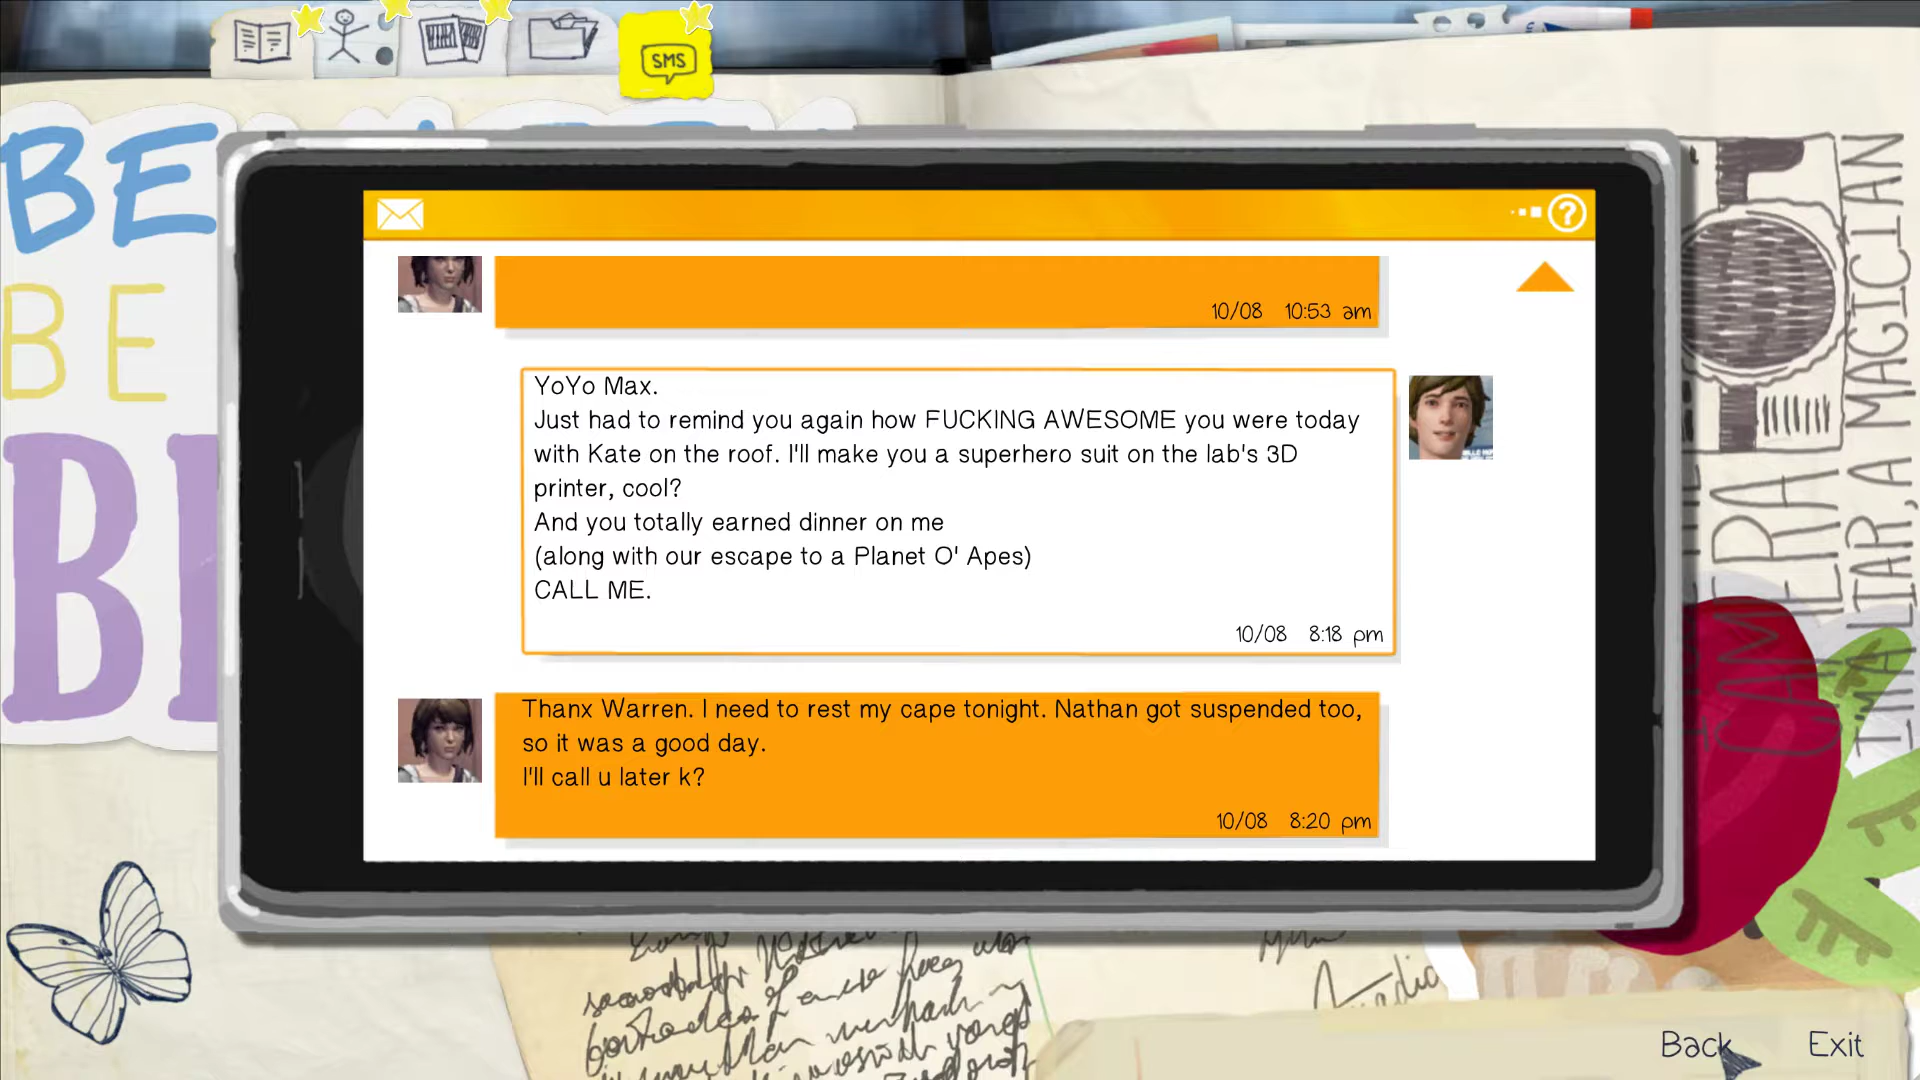 SMS
BE
BE
10/08 10:53 am
YoYo Max.
Just had to remind you again how FUCKING AWESOME you were today
with Kate on the roof. I'll make you a superhero suit on the lab's 3D
printer, cool?
And you totally earned dinner on me
(along with our escape to a Planet O' Apes)
CALL ME.
10/08 8:18 pm
Thanx Warren. I need to rest my cape tonight. Nathan got suspended too,
so it was a good day.
I'll call u later k?
10/08 8:20 pm
CAMERA
IM A LIAR, A MAGICIAN
Back
Exit